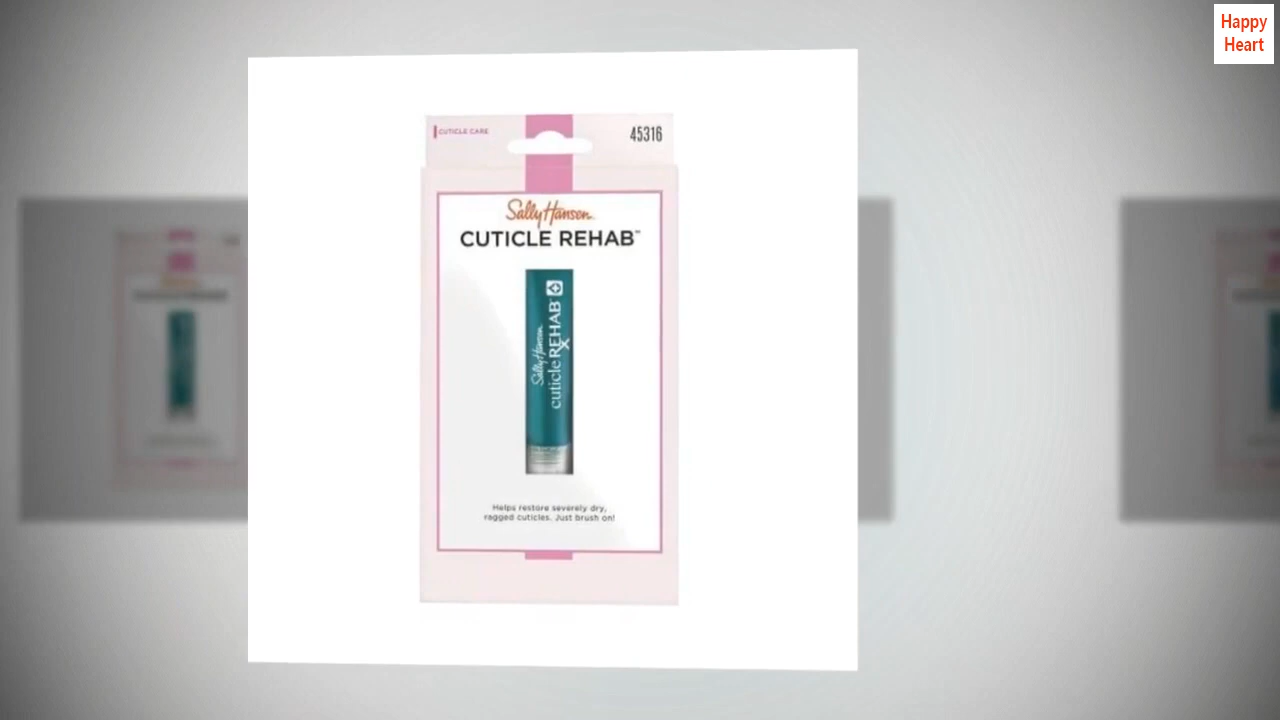 Happy
Heart
CUTICLE CARE
45316
Sally Hansen
CUTICLE REHAB™
Sally Hansen
cuticle REHAB
Helps restore severely dry,
ragged cuticles. Just brush on!